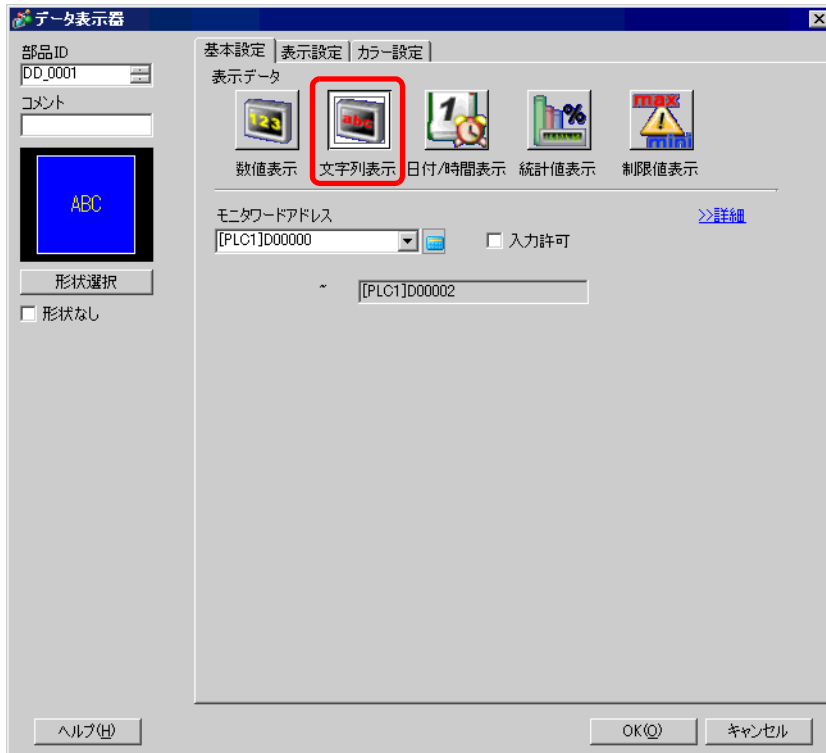 データ表示器
部品ID
DD_0001
コメント
ABC
形状選択
形状なし
基本設定 表示設定 カラー設定
表示データ
123 abc 1 % max mini
数値表示 文字列表示 日付/時間表示 統計値表示 制限値表示
モニタワードアドレス >>詳細
[PLC1]D00000 入力許可
~ [PLC1]D00002
ヘルプ(H) OK(O) キャンセル